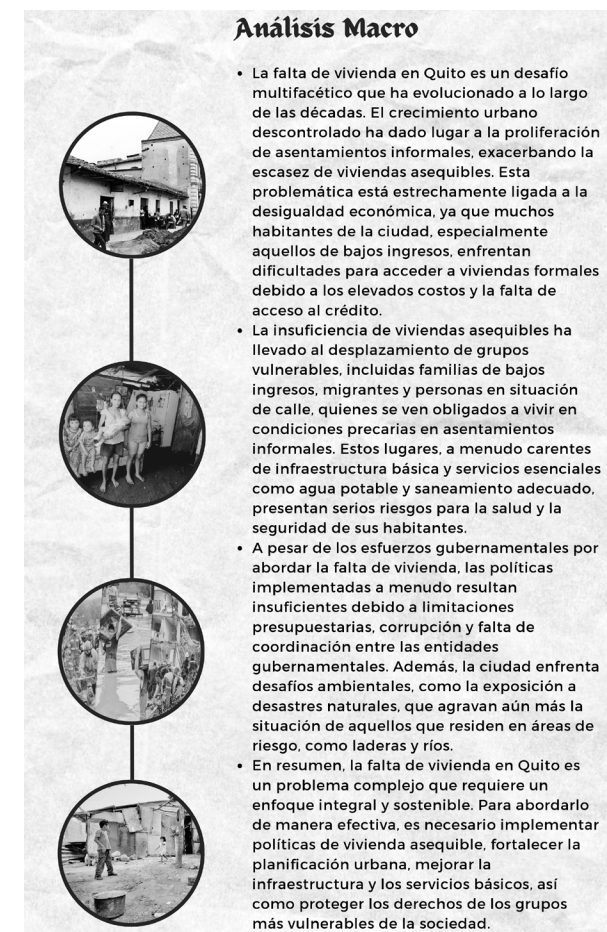 Análisis Macro
• La falta de vivienda en Quito es un desafío
multifacético que ha evolucionado a lo largo
de las décadas. El crecimiento urbano
descontrolado ha dado lugar a la proliferación
de asentamientos informales, exacerbando la
escasez de viviendas asequibles. Esta
problemática está estrechamente ligada a la
desigualdad económica, ya que muchos
habitantes de la ciudad, especialmente
aquellos de bajos ingresos, enfrentan
dificultades para acceder a viviendas formales
debido a los elevados costos y la falta de
acceso al crédito.
• La insuficiencia de viviendas asequibles ha
llevado al desplazamiento de grupos
vulnerables, incluidas familias de bajos
ingresos, migrantes y personas en situación
de calle, quienes se ven obligados a vivir en
condiciones precarias en asentamientos
informales. Estos lugares, a menudo carentes
de infraestructura básica y servicios esenciales
como agua potable y saneamiento adecuado,
presentan serios riesgos para la salud y la
seguridad de sus habitantes.
• A pesar de los esfuerzos gubernamentales por
abordar la falta de vivienda, las políticas
implementadas a menudo resultan
insuficientes debido a limitaciones
presupuestarias, corrupción y falta de
coordinación entre las entidades
gubernamentales. Además, la ciudad enfrenta
desafíos ambientales, como la exposición a
desastres naturales, que agravan aún más la
situación de aquellos que residen en áreas de
riesgo, como laderas y ríos.
• En resumen, la falta de vivienda en Quito es
un problema complejo que requiere un
enfoque integral y sostenible. Para abordarlo
de manera efectiva, es necesario implementar
políticas de vivienda asequible, fortalecer la
planificación urbana, mejorar la
infraestructura y los servicios básicos, así
como proteger los derechos de los grupos
más vulnerables de la sociedad.